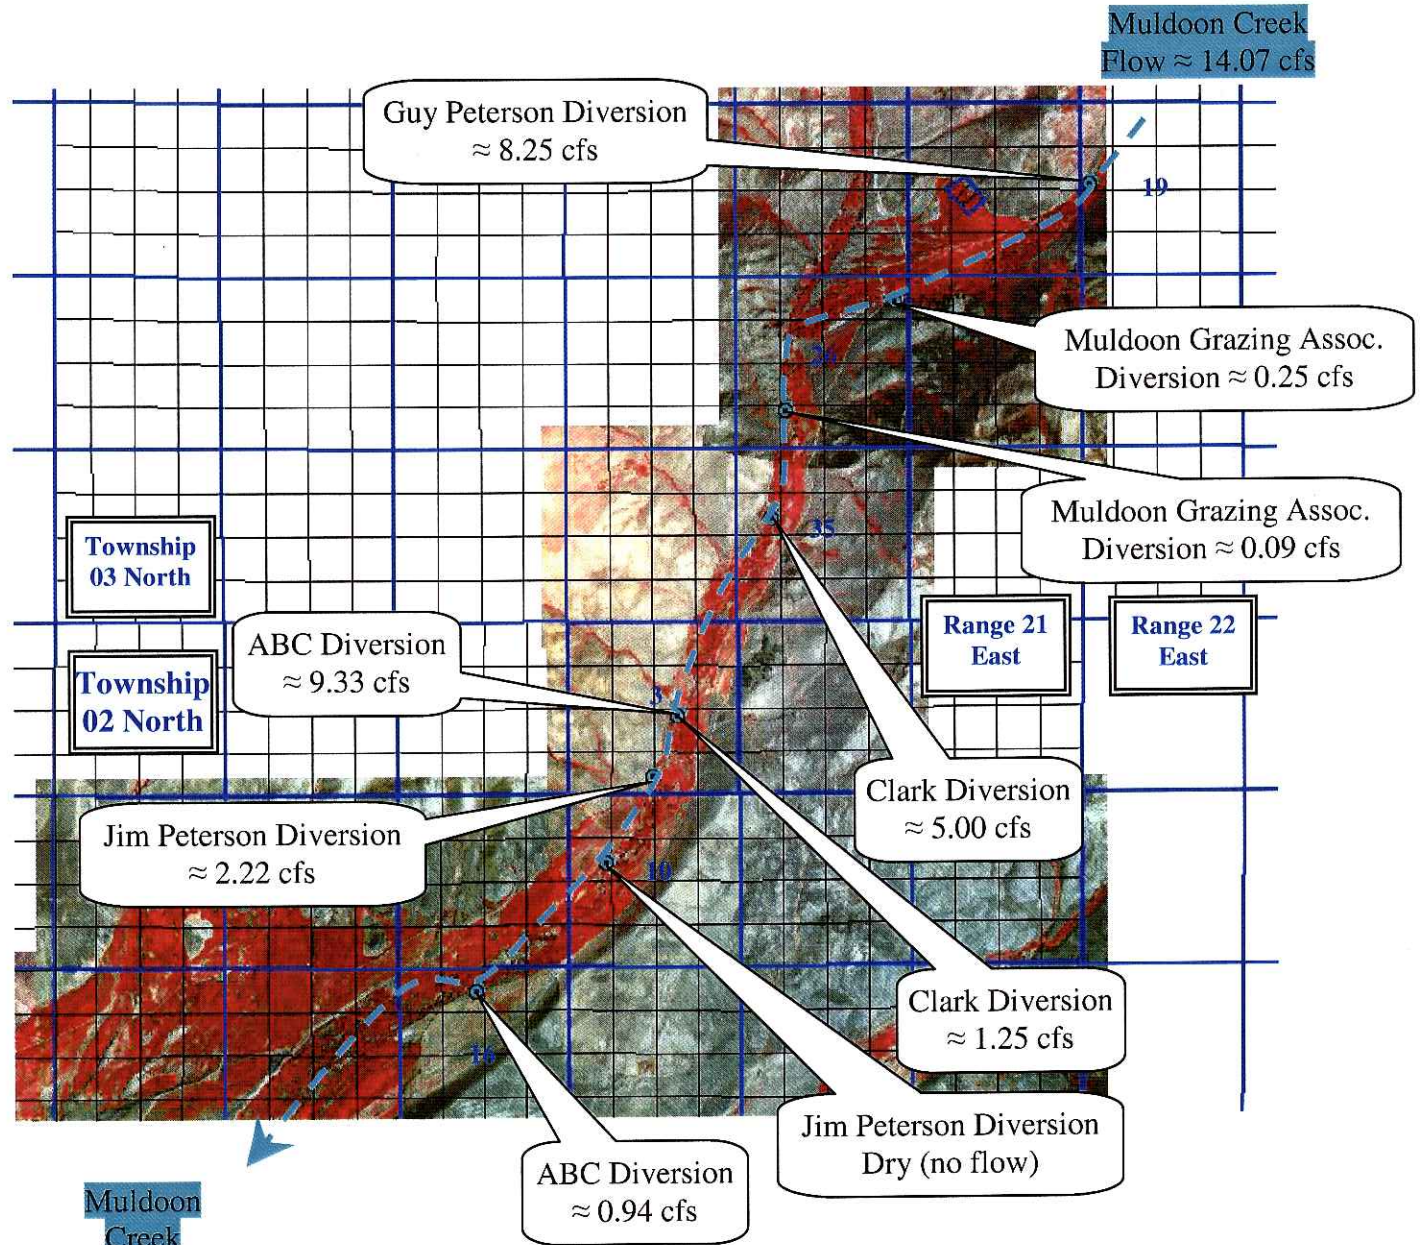 Muldoon Creek
Flow ≈ 14.07 cfs
Guy Peterson Diversion
≈ 8.25 cfs
19
Muldoon Grazing Assoc.
Diversion ≈ 0.25 cfs
26
Muldoon Grazing Assoc.
Diversion ≈ 0.09 cfs
35
Township
03 North
Range 21
East
Range 22
East
ABC Diversion
≈ 9.33 cfs
Township
02 North
3
Clark Diversion
≈ 5.00 cfs
Jim Peterson Diversion
≈ 2.22 cfs
10
Clark Diversion
≈ 1.25 cfs
16
Jim Peterson Diversion
Dry (no flow)
ABC Diversion
≈ 0.94 cfs
Muldoon
Creek